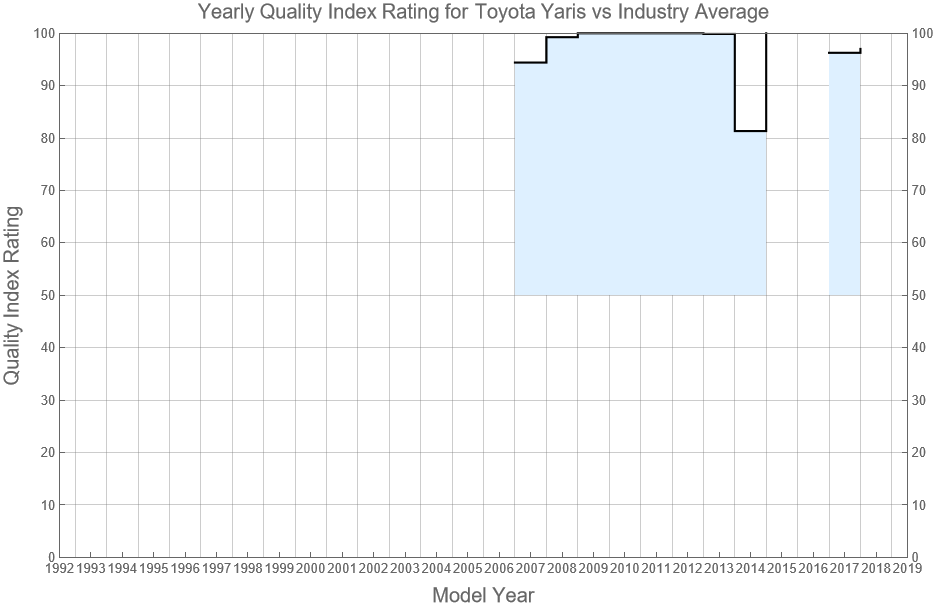 Yearly Quality Index Rating for Toyota Yaris vs Industry Average
100 100
90 90
80 80
70 70
60 60
50 50
40 40
30 30
20 20
10 10
0 0
Quality Index Rating
1992 1993 1994 1995 1996 1997 1998 1999 2000 2001 2002 2003 2004 2005 2006 2007 2008 2009 2010 2011 2012 2013 2014 2015 2016 2017 2018 2019
Model Year